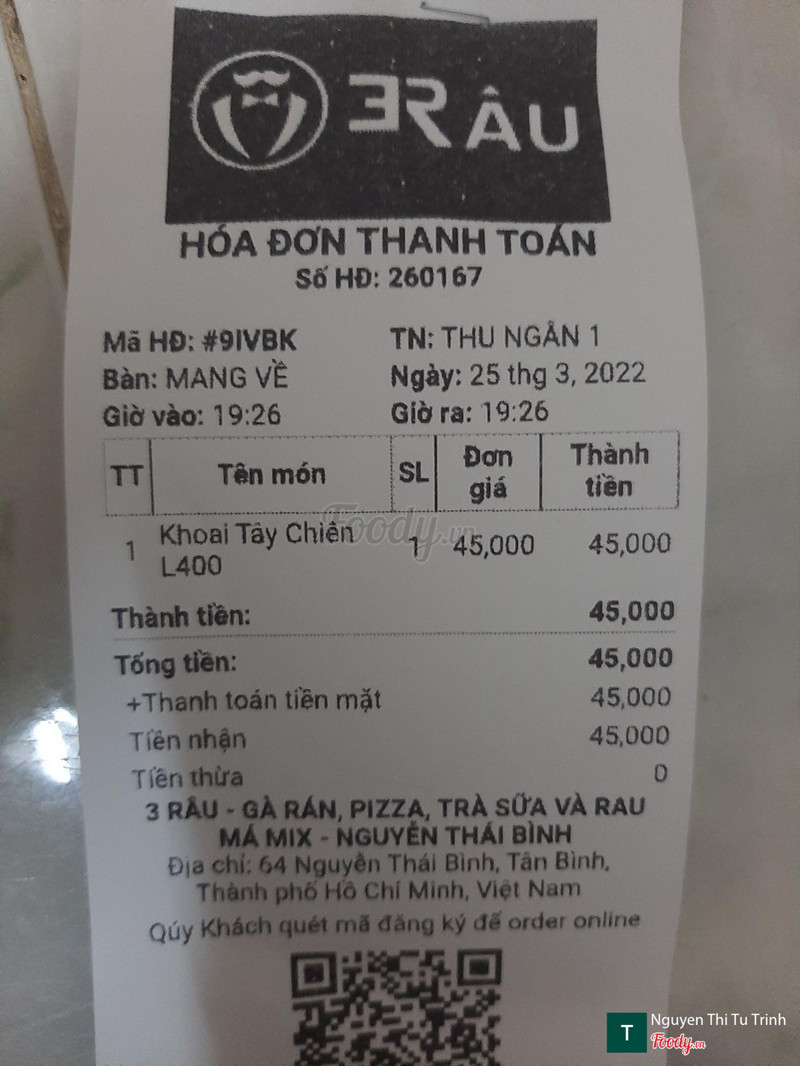 3RÂU
HÓA ĐƠN THANH TOÁN
Số HĐ: 260167
Mã HĐ: #9IVBK TN: THU NGÂN 1
Bàn: MANG VỀ Ngày: 25 thg 3, 2022
Giờ vào: 19:26 Giờ ra: 19:26
TT Tên món SL Đơn giá Thành tiền
1 Khoai Tây Chiên 1 45,000 45,000
L400
Thành tiền: 45,000
Tổng tiền: 45,000
+Thanh toán tiền mặt 45,000
Tiền nhận 45,000
Tiền thừa 0
3 RÂU - GÀ RÁN, PIZZA, TRÀ SỮA VÀ RAU
MÁ MIX - NGUYỄN THÁI BÌNH
Địa chỉ: 64 Nguyễn Thái Bình, Tân Bình,
Thành phố Hồ Chí Minh, Việt Nam
Qúy Khách quét mã đăng ký để order online
Foody.vn
T Nguyen Thi Tu Trinh
Foody.vn